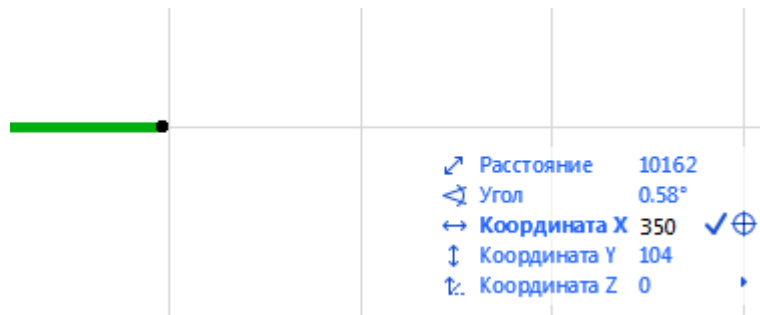 Расстояние 10162
Угол 0.58°
Координата X 350
Координата Y 104
Координата Z 0